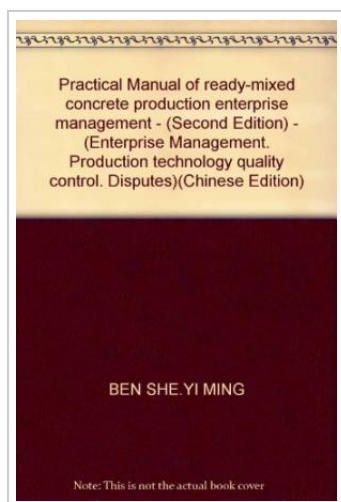 Practical Manual of ready-mixed
concrete production enterprise
management - (Second Edition) -
(Enterprise Management.
Production technology quality
control. Disputes)(Chinese Edition)
BEN SHE.YI MING
Note: This is not the actual book cover